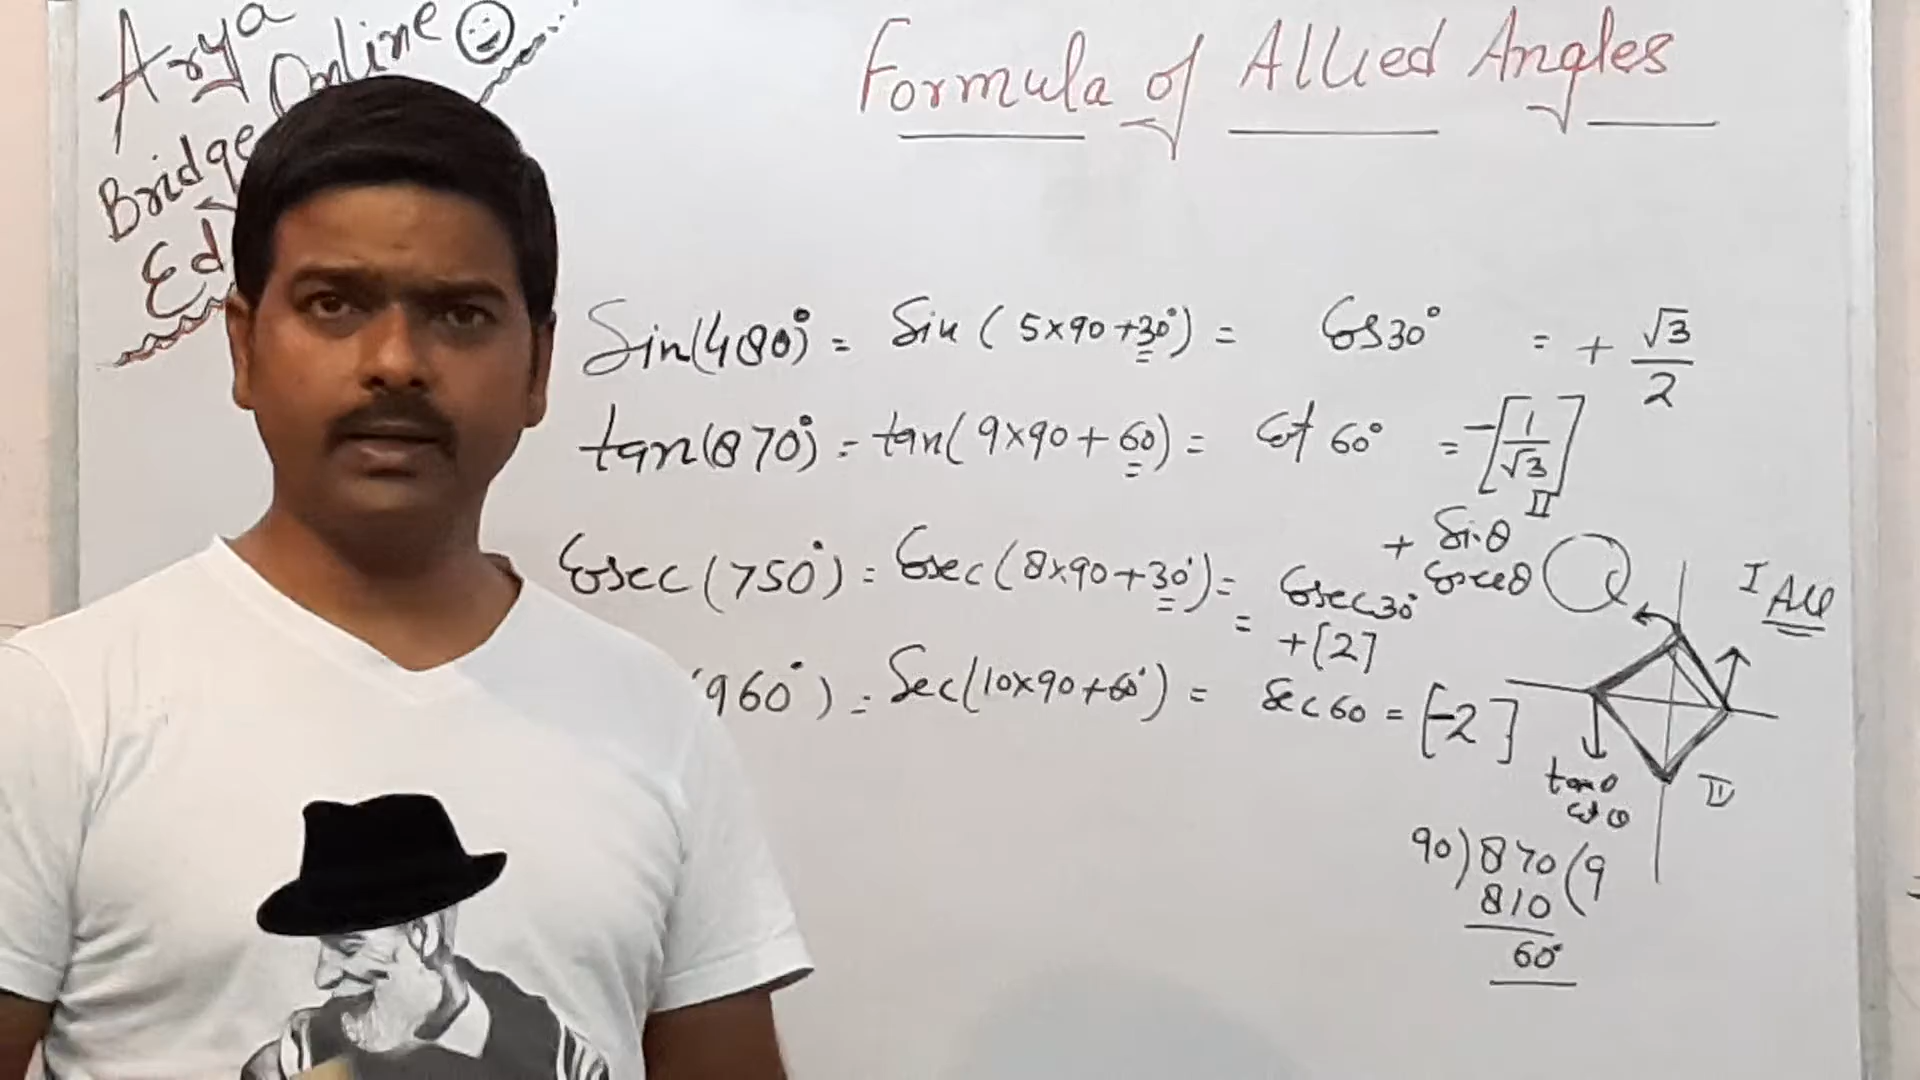 Arya
Online
Bridge
Ed
Formula of Allied Angles
Sin(480°) = Sin (5×90+30°) = Cos30° = + √3/2
tan(870°) = tan(9×90+60) = Cot 60° = -[1/√3]
Cosec(750°) = Cosec(8×90+30°) = Cosec30°
= +[2]
960°) = Sec(10×90+60°) = Sec60 = [-2]
II
+ Sinθ
Cosecθ
I All
tanθ
Cotθ
90)870(9
810
60°